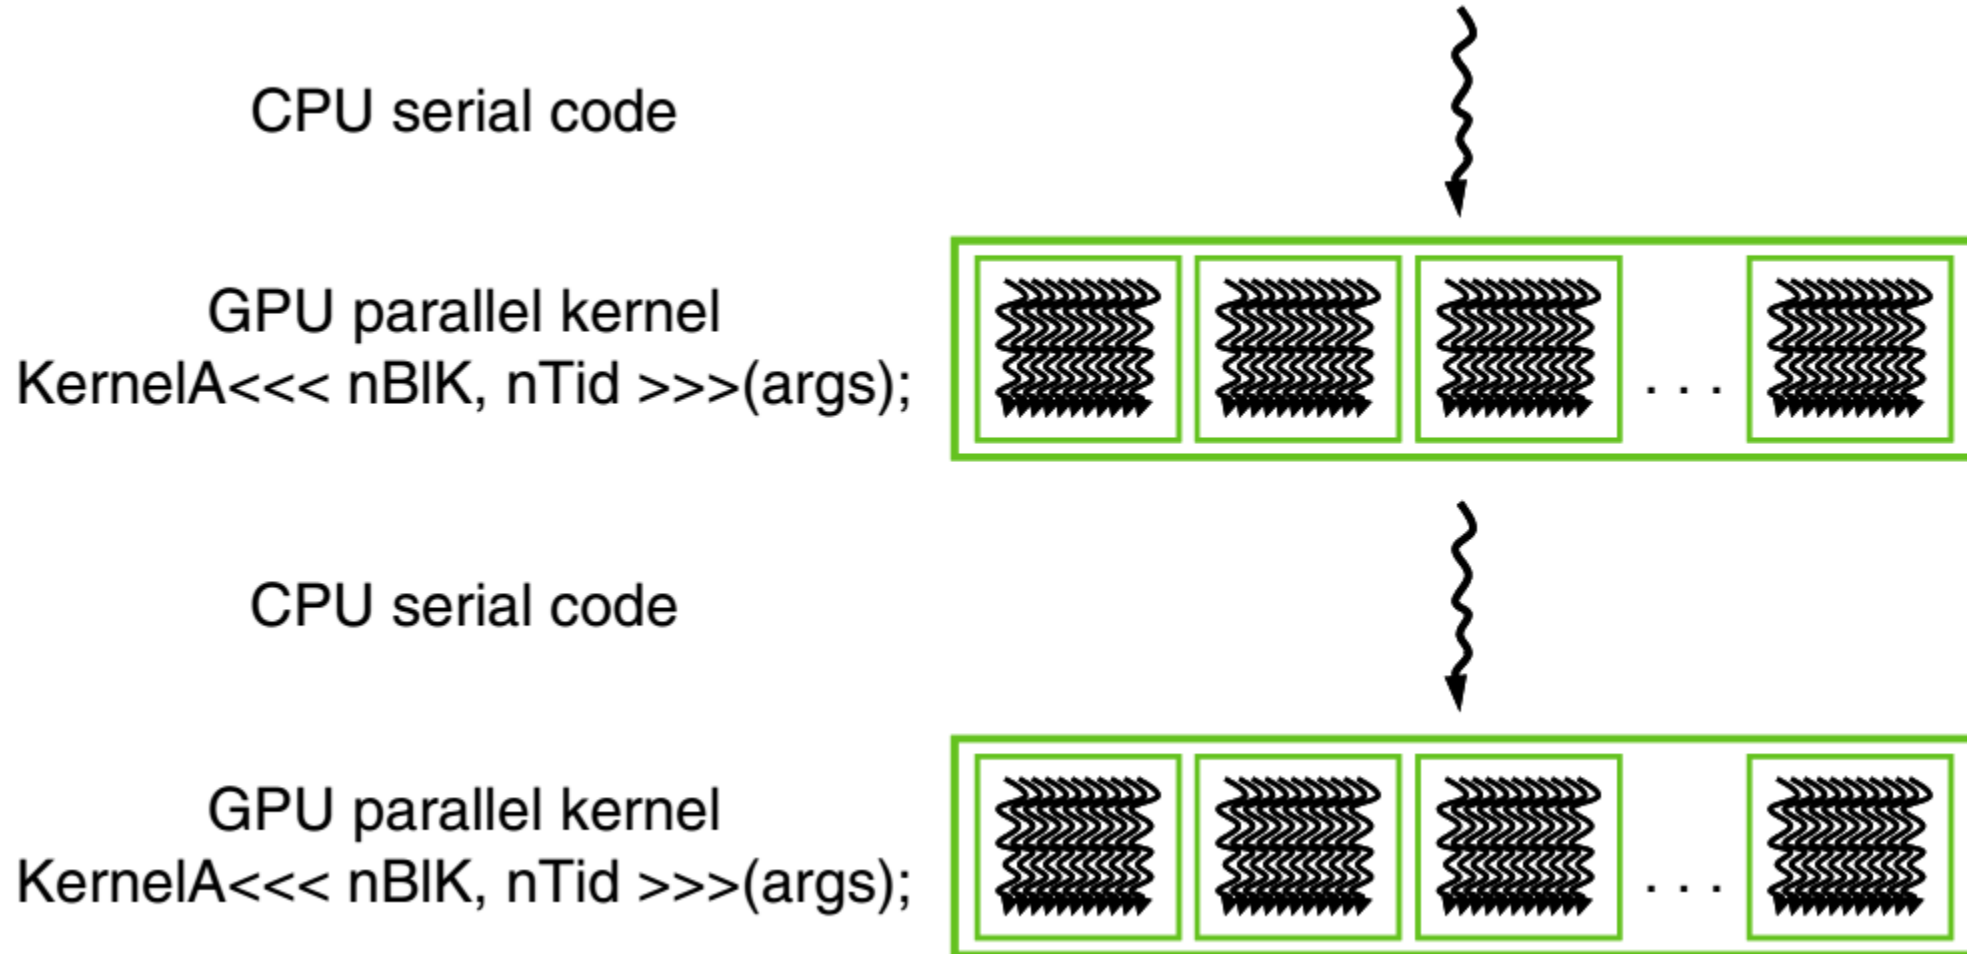 CPU serial code
GPU parallel kernel
KernelA<<< nBlK, nTid >>>(args);
. . .
CPU serial code
GPU parallel kernel
KernelA<<< nBlK, nTid >>>(args);
. . .